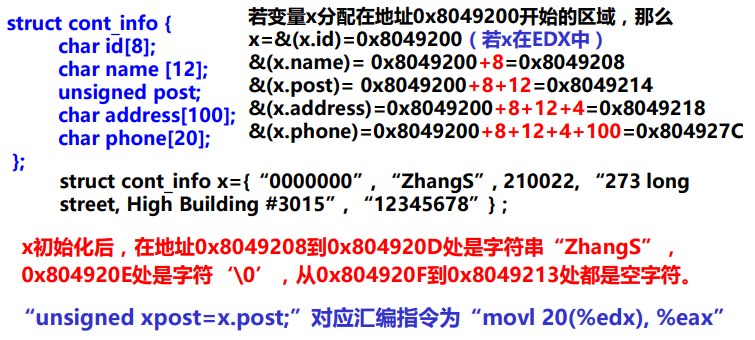 struct cont_info {
char id[8];
char name [12];
unsigned post;
char address[100];
char phone[20];
};
若变量x分配在地址0x8049200开始的区域，那么
x=&(x.id)=0x8049200（若x在EDX中）
&(x.name)= 0x8049200+8=0x8049208
&(x.post)= 0x8049200+8+12=0x8049214
&(x.address)=0x8049200+8+12+4=0x8049218
&(x.phone)=0x8049200+8+12+4+100=0x804927C
struct cont_info x={“0000000”, “ZhangS”, 210022, “273 long
street, High Building #3015”, “12345678”};
x初始化后，在地址0x8049208到0x804920D处是字符串“ZhangS”，
0x804920E处是字符‘\0’，从0x804920F到0x8049213处都是空字符。
“unsigned xpost=x.post;”对应汇编指令为“movl 20(%edx), %eax”